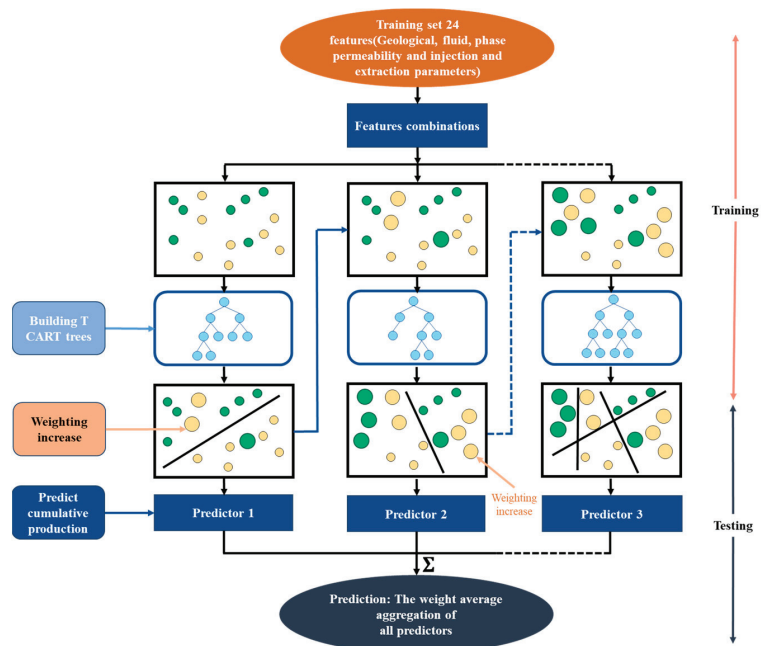 Training set 24
features(Geological, fluid, phase
permeability and injection and
extraction parameters)
Features combinations
Training
Building T
CART trees
Weighting
increase
Weighting
increase
Predict
cumulative
production
Predictor 1
Predictor 2
Predictor 3
Testing
Σ
Prediction: The weight average
aggregation of
all predictors